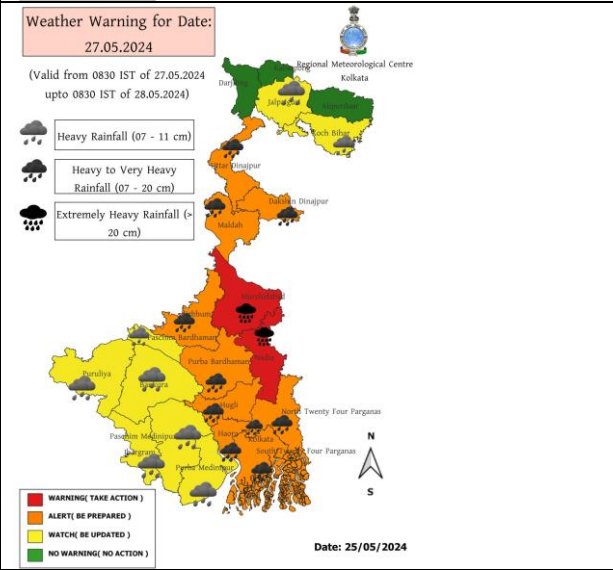 Weather Warning for Date:
27.05.2024
(Valid from 0830 IST of 27.05.2024
upto 0830 IST of 28.05.2024)
Heavy Rainfall (07 - 11 cm)
Heavy to Very Heavy
Rainfall (07 - 20 cm)
Extremely Heavy Rainfall (>
20 cm)
Regional Meteorological Centre
Kolkata
Darjiling
Jalpaiguri
Koch Bihar
Uttar Dinajpur
Dakshin Dinajpur
Maldah
Murshidabad
Birbhum
Paschim Bardhaman
Nadia
Purba Bardhaman
Puruliya
Bankura
Hugli
North Twenty Four Parganas
Paschim Medinipur
Haora
Kolkata
South Twenty Four Parganas
Jhargram
Purba Medinipur
N
S
WARNING( TAKE ACTION )
ALERT( BE PREPARED )
WATCH( BE UPDATED )
NO WARNING( NO ACTION )
Date: 25/05/2024